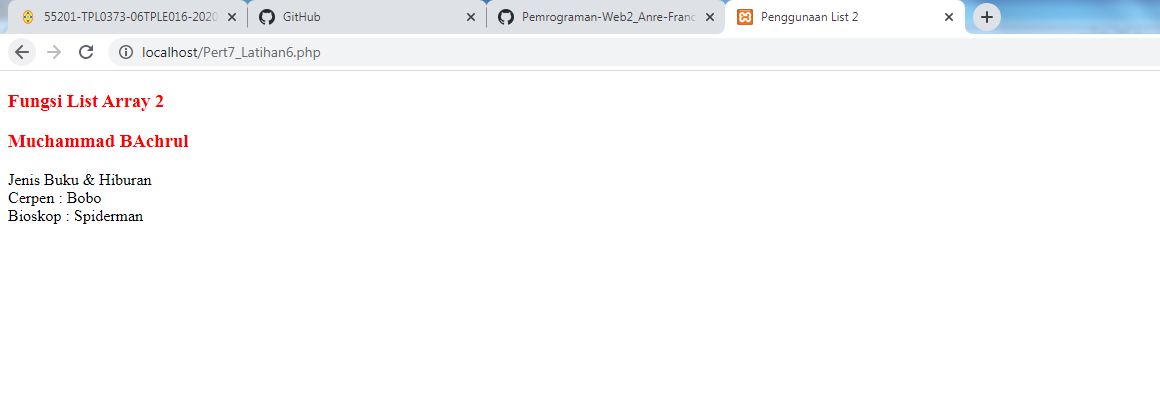 55201-TPL0373-06TPLE016-2020
GitHub
Pemrograman-Web2_Anre-Franc
Penggunaan List 2
localhost/Pert7_Latihan6.php
Fungsi List Array 2
Muchammad BAchrul
Jenis Buku & Hiburan
Cerpen : Bobo
Bioskop : Spiderman